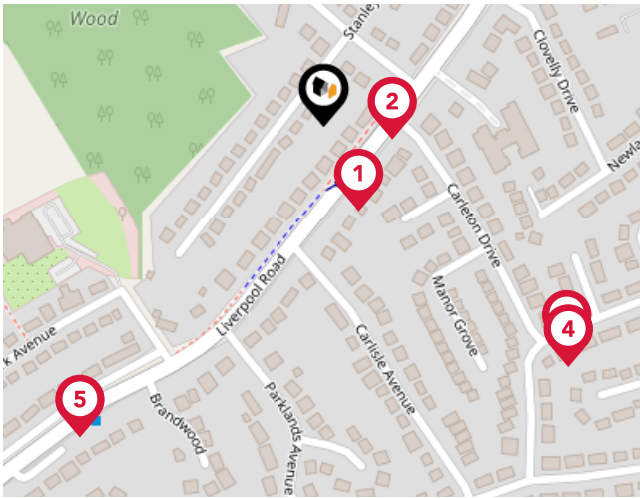 Wood
Stanley
Clovelly Drive
2
1
Newla
Carleton Drive
Liverpool Road
Manor Grove
4
k Avenue
Carlisle Avenue
5
Brandwood
Parklands Avenue